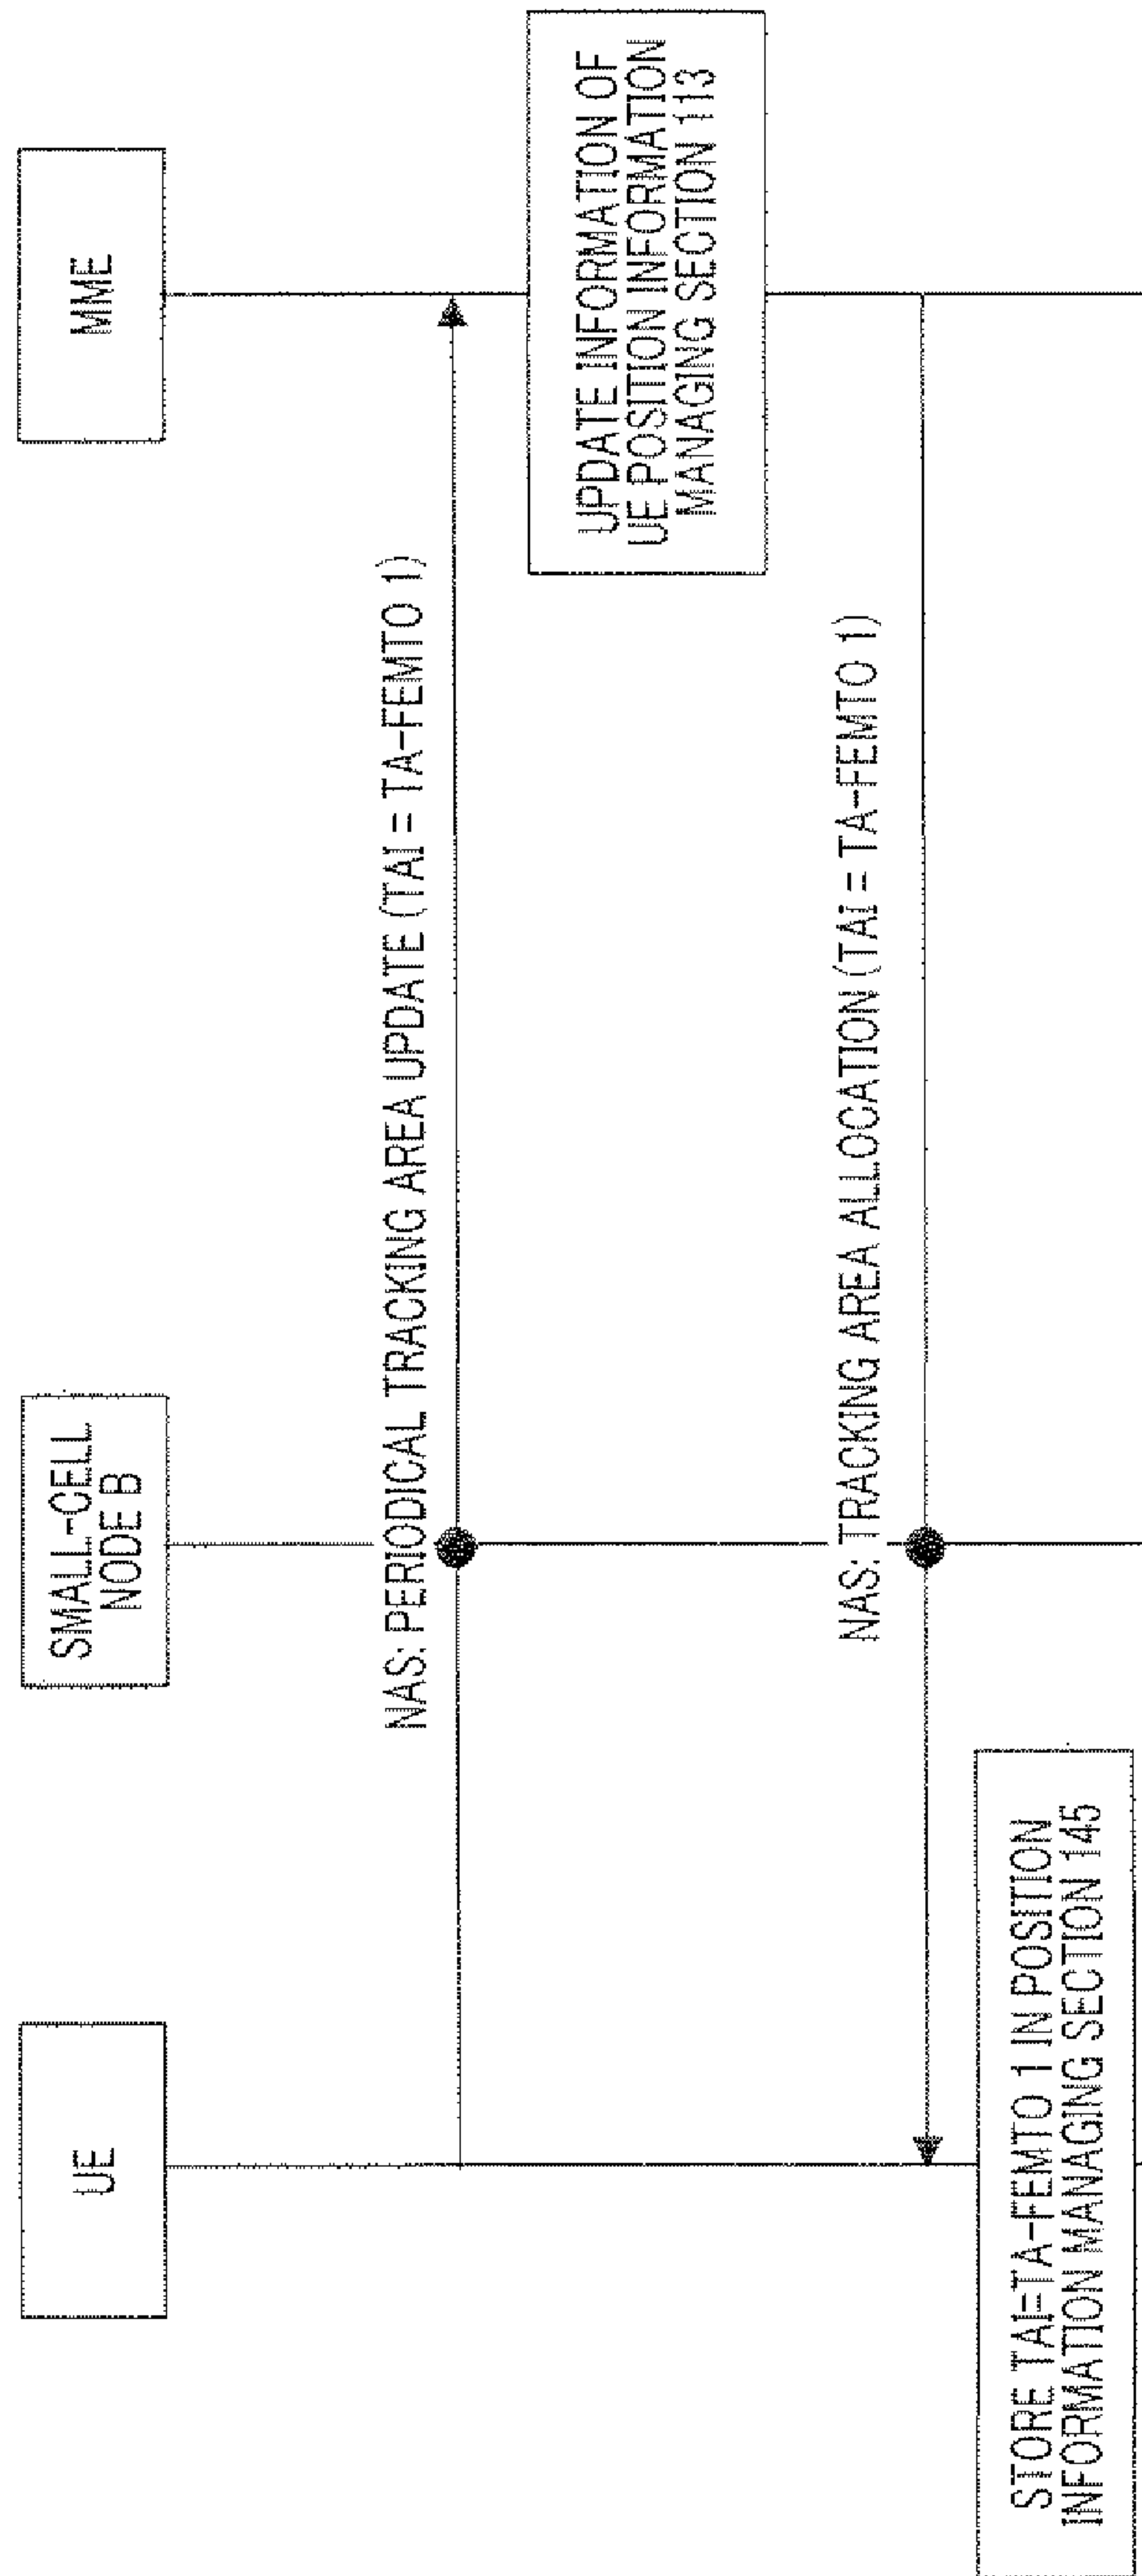 UE
SMALL-CELL
NODE B
MME
NAS: PERIODICAL TRACKING AREA UPDATE (TAI = TA-FEMTO 1)
UPDATE INFORMATION OF
UE POSITION INFORMATION
MANAGING SECTION 113
NAS: TRACKING AREA ALLOCATION (TAI = TA-FEMTO 1)
STORE TAI=TA-FEMTO 1 IN POSITION
INFORMATION MANAGING SECTION 145